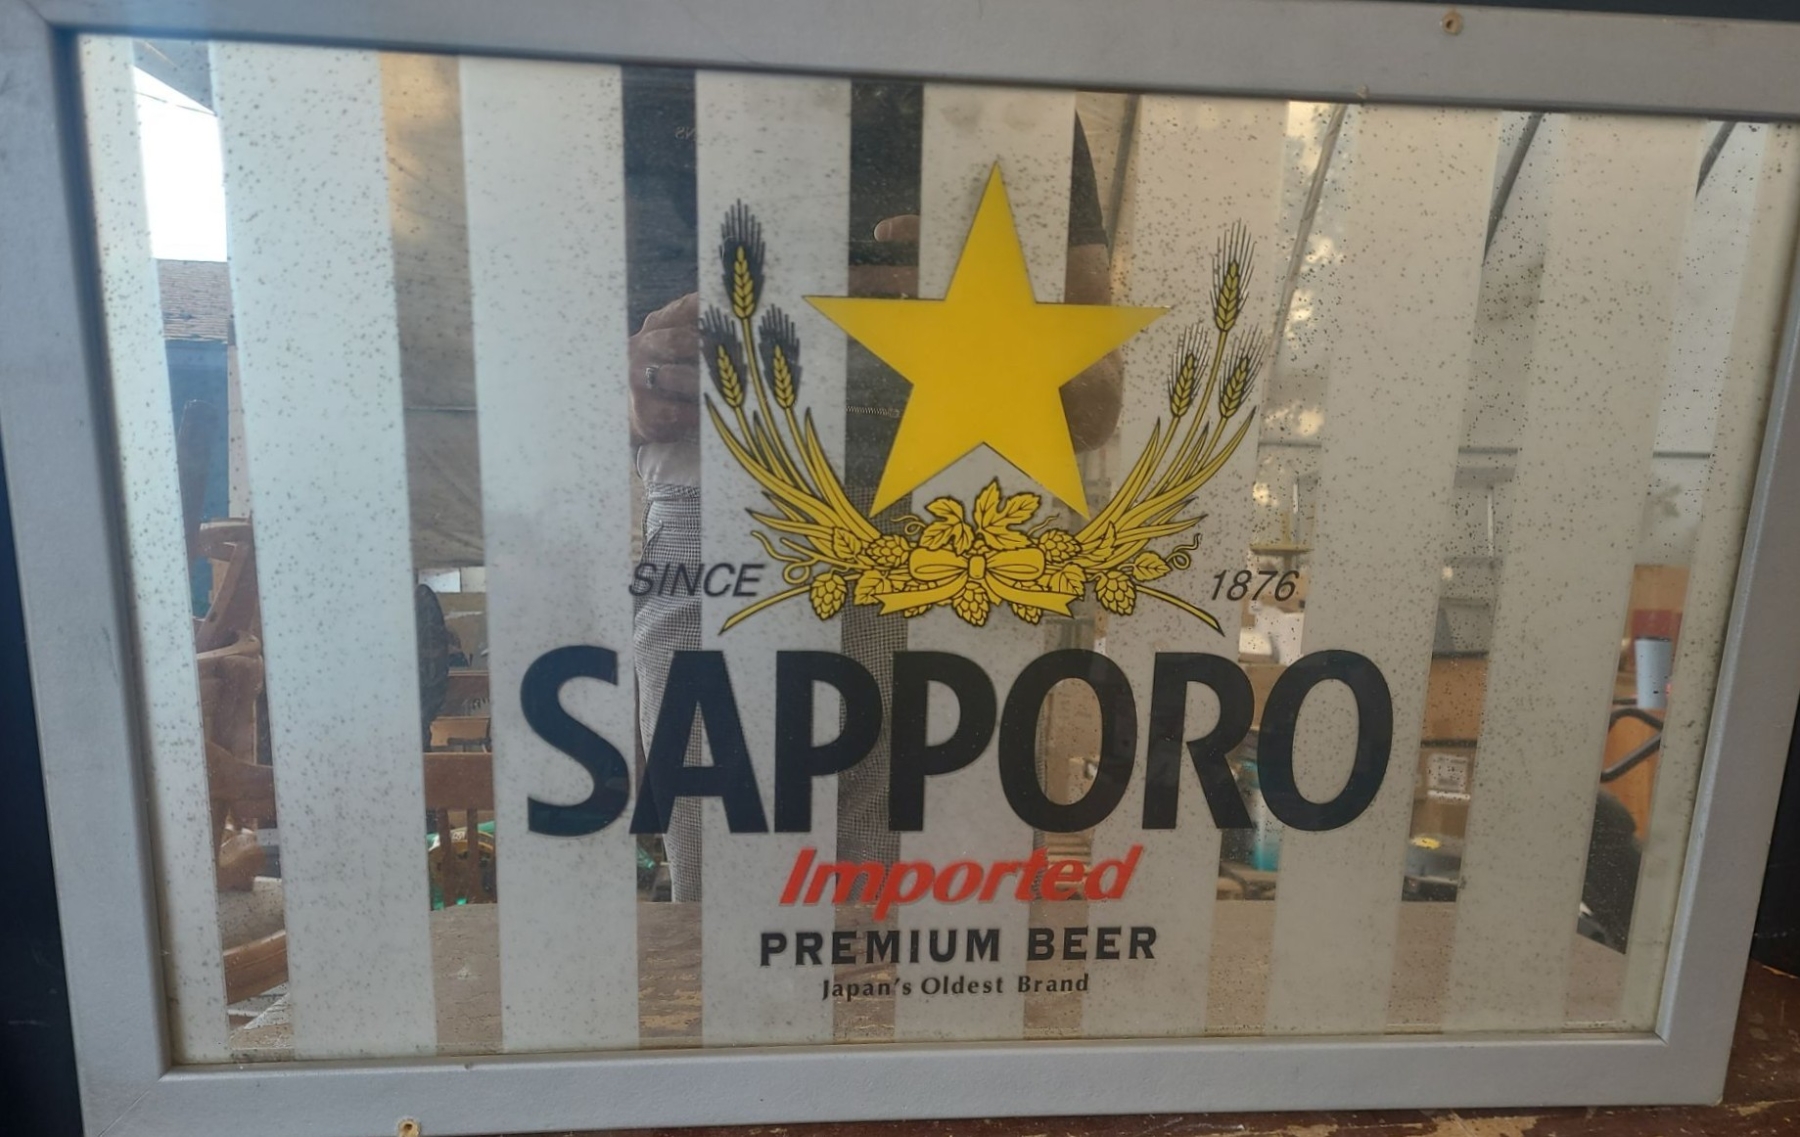 SINCE 1876
SAPPORO
Imported
PREMIUM BEER
Japan's Oldest Brand